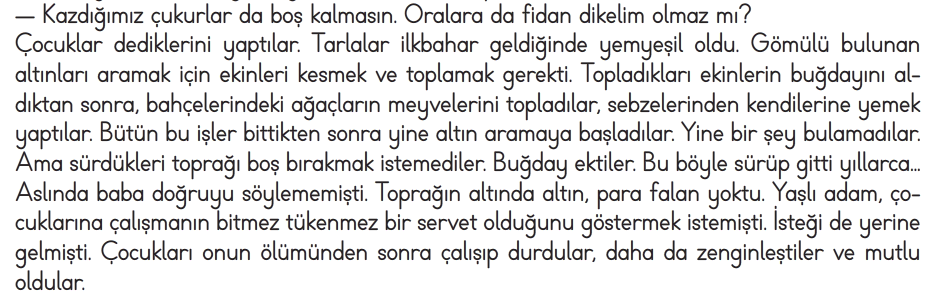 — Kazdığımız çukurlar da boş kalmasın. Oralara da fidan dikelim olmaz mı?
Çocuklar dediklerini yaptılar. Tarlalar ilkbahar geldiğinde yemyeşil oldu. Gömülü bulunan
altınları aramak için ekinleri kesmek ve toplamak gerekti. Topladıkları ekinlerin buğdayını al-
dıktan sonra, bahçelerindeki ağaçların meyvelerini topladılar, sebzelerinden kendilerine yemek
yaptılar. Bütün bu işler bittikten sonra yine altın aramaya başladılar. Yine bir şey bulamadılar.
Ama sürdükleri toprağı boş bırakmak istemediler. Buğday ektiler. Bu böyle sürüp gitti yıllarca...
Aslında baba doğruyu söylememişti. Toprağın altında altın, para falan yoktu. Yaşlı adam, ço-
cuklarına çalışmanın bitmez tükenmez bir servet olduğunu göstermek istemişti. İsteği de yerine
gelmişti. Çocukları onun ölümünden sonra çalışıp durdular, daha da zenginleştiler ve mutlu
oldular.